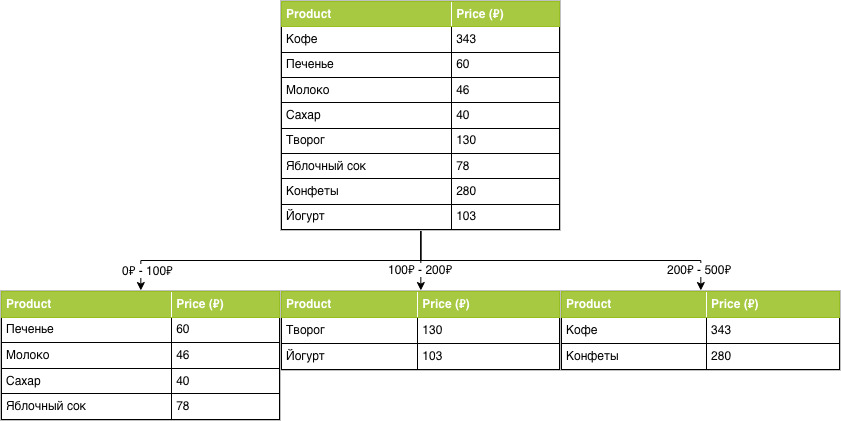 Product Price (₽)
Кофе 343
Печенье 60
Молоко 46
Сахар 40
Творог 130
Яблочный сок 78
Конфеты 280
Йогурт 103
0₽ - 100₽ 100₽ - 200₽ 200₽ - 500₽
Product Price (₽) Product Price (₽) Product Price (₽)
Печенье 60 Творог 130 Кофе 343
Молоко 46 Йогурт 103 Конфеты 280
Сахар 40
Яблочный сок 78